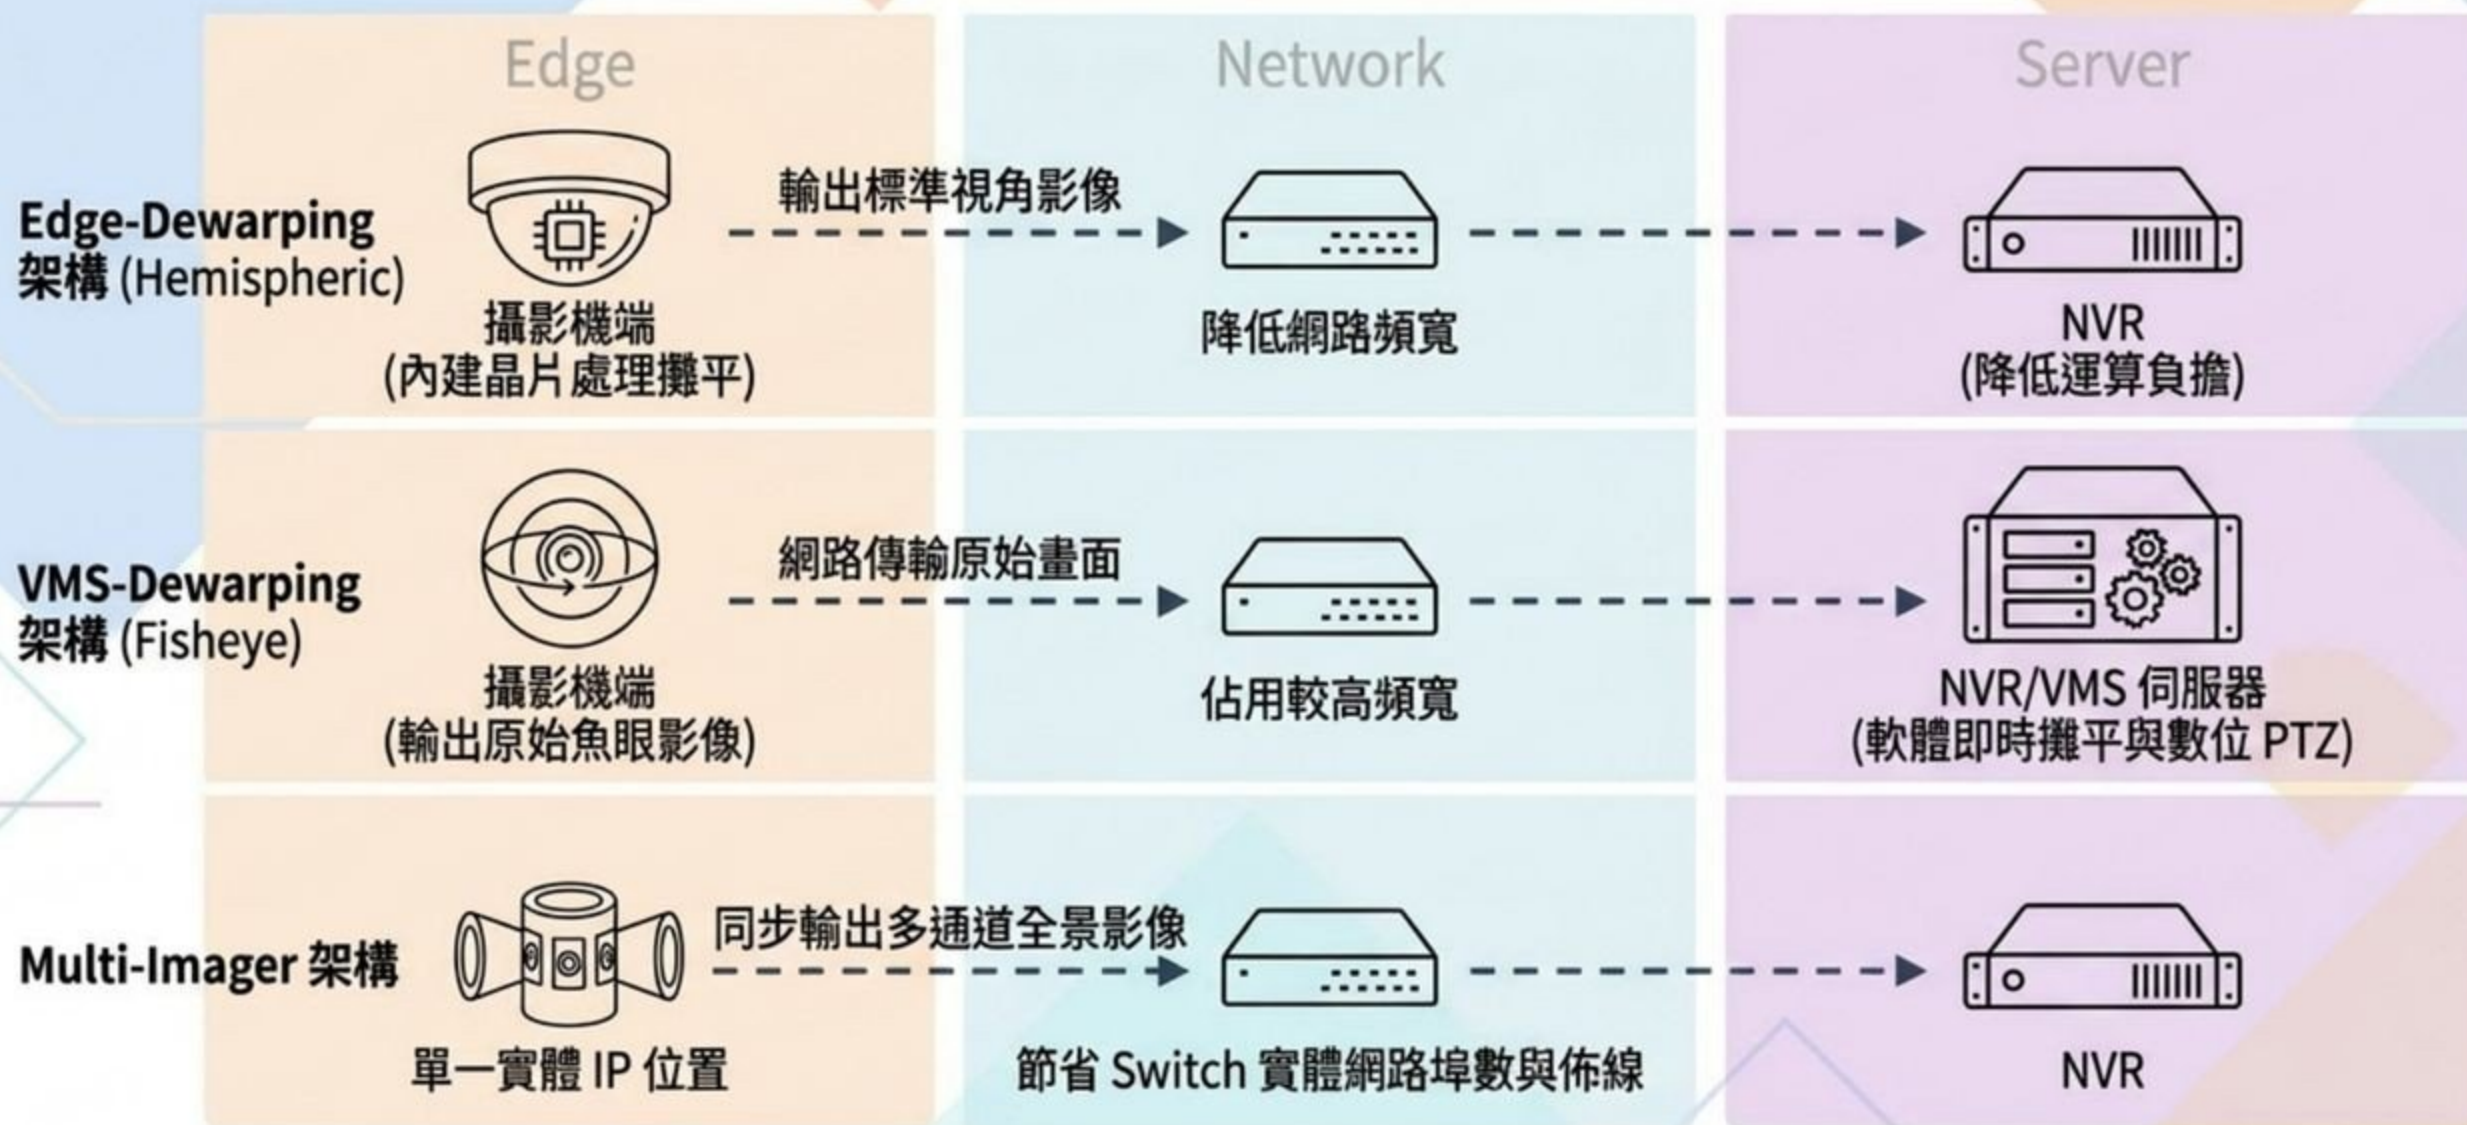 Edge
Network
Server
Edge-Dewarping
架構 (Hemispheric)
攝影機端
(內建晶片處理攤平)
輸出標準視角影像
降低網路頻寬
NVR
(降低運算負擔)
VMS-Dewarping
架構 (Fisheye)
攝影機端
(輸出原始魚眼影像)
網路傳輸原始畫面
佔用較高頻寬
NVR/VMS 伺服器
(軟體即時攤平與數位 PTZ)
Multi-Imager 架構
單一實體 IP 位置
同步輸出多通道全景影像
節省 Switch 實體網路埠數與佈線
NVR